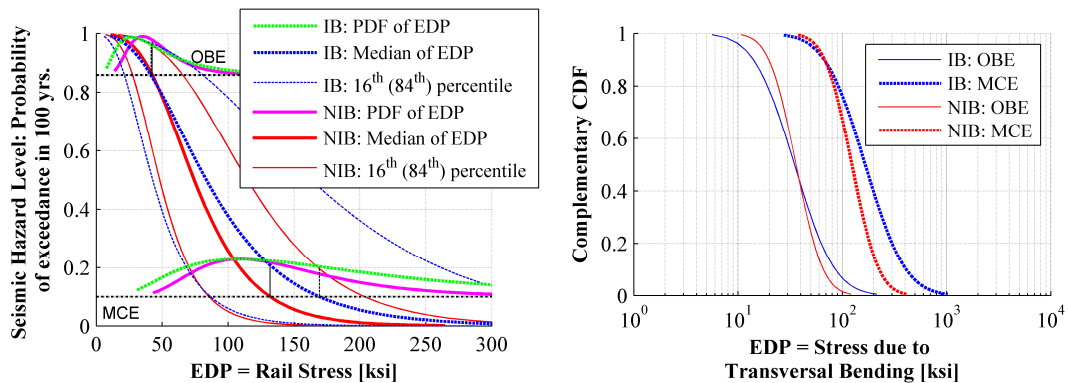 Seismic Hazard Level: Probability
of exceedance in 100 yrs.
1
0.8
0.6
0.4
0.2
0
OBE
MCE
IB: PDF of EDP
IB: Median of EDP
IB: 16th (84th) percentile
NIB: PDF of EDP
NIB: Median of EDP
NIB: 16th (84th) percentile
0 50 100 150 200 250 300
EDP = Rail Stress [ksi]
Complementary CDF
1
0.8
0.6
0.4
0.2
0
IB: OBE
IB: MCE
NIB: OBE
NIB: MCE
10^0 10^1 10^2 10^3 10^4
EDP = Stress due to
Transversal Bending [ksi]